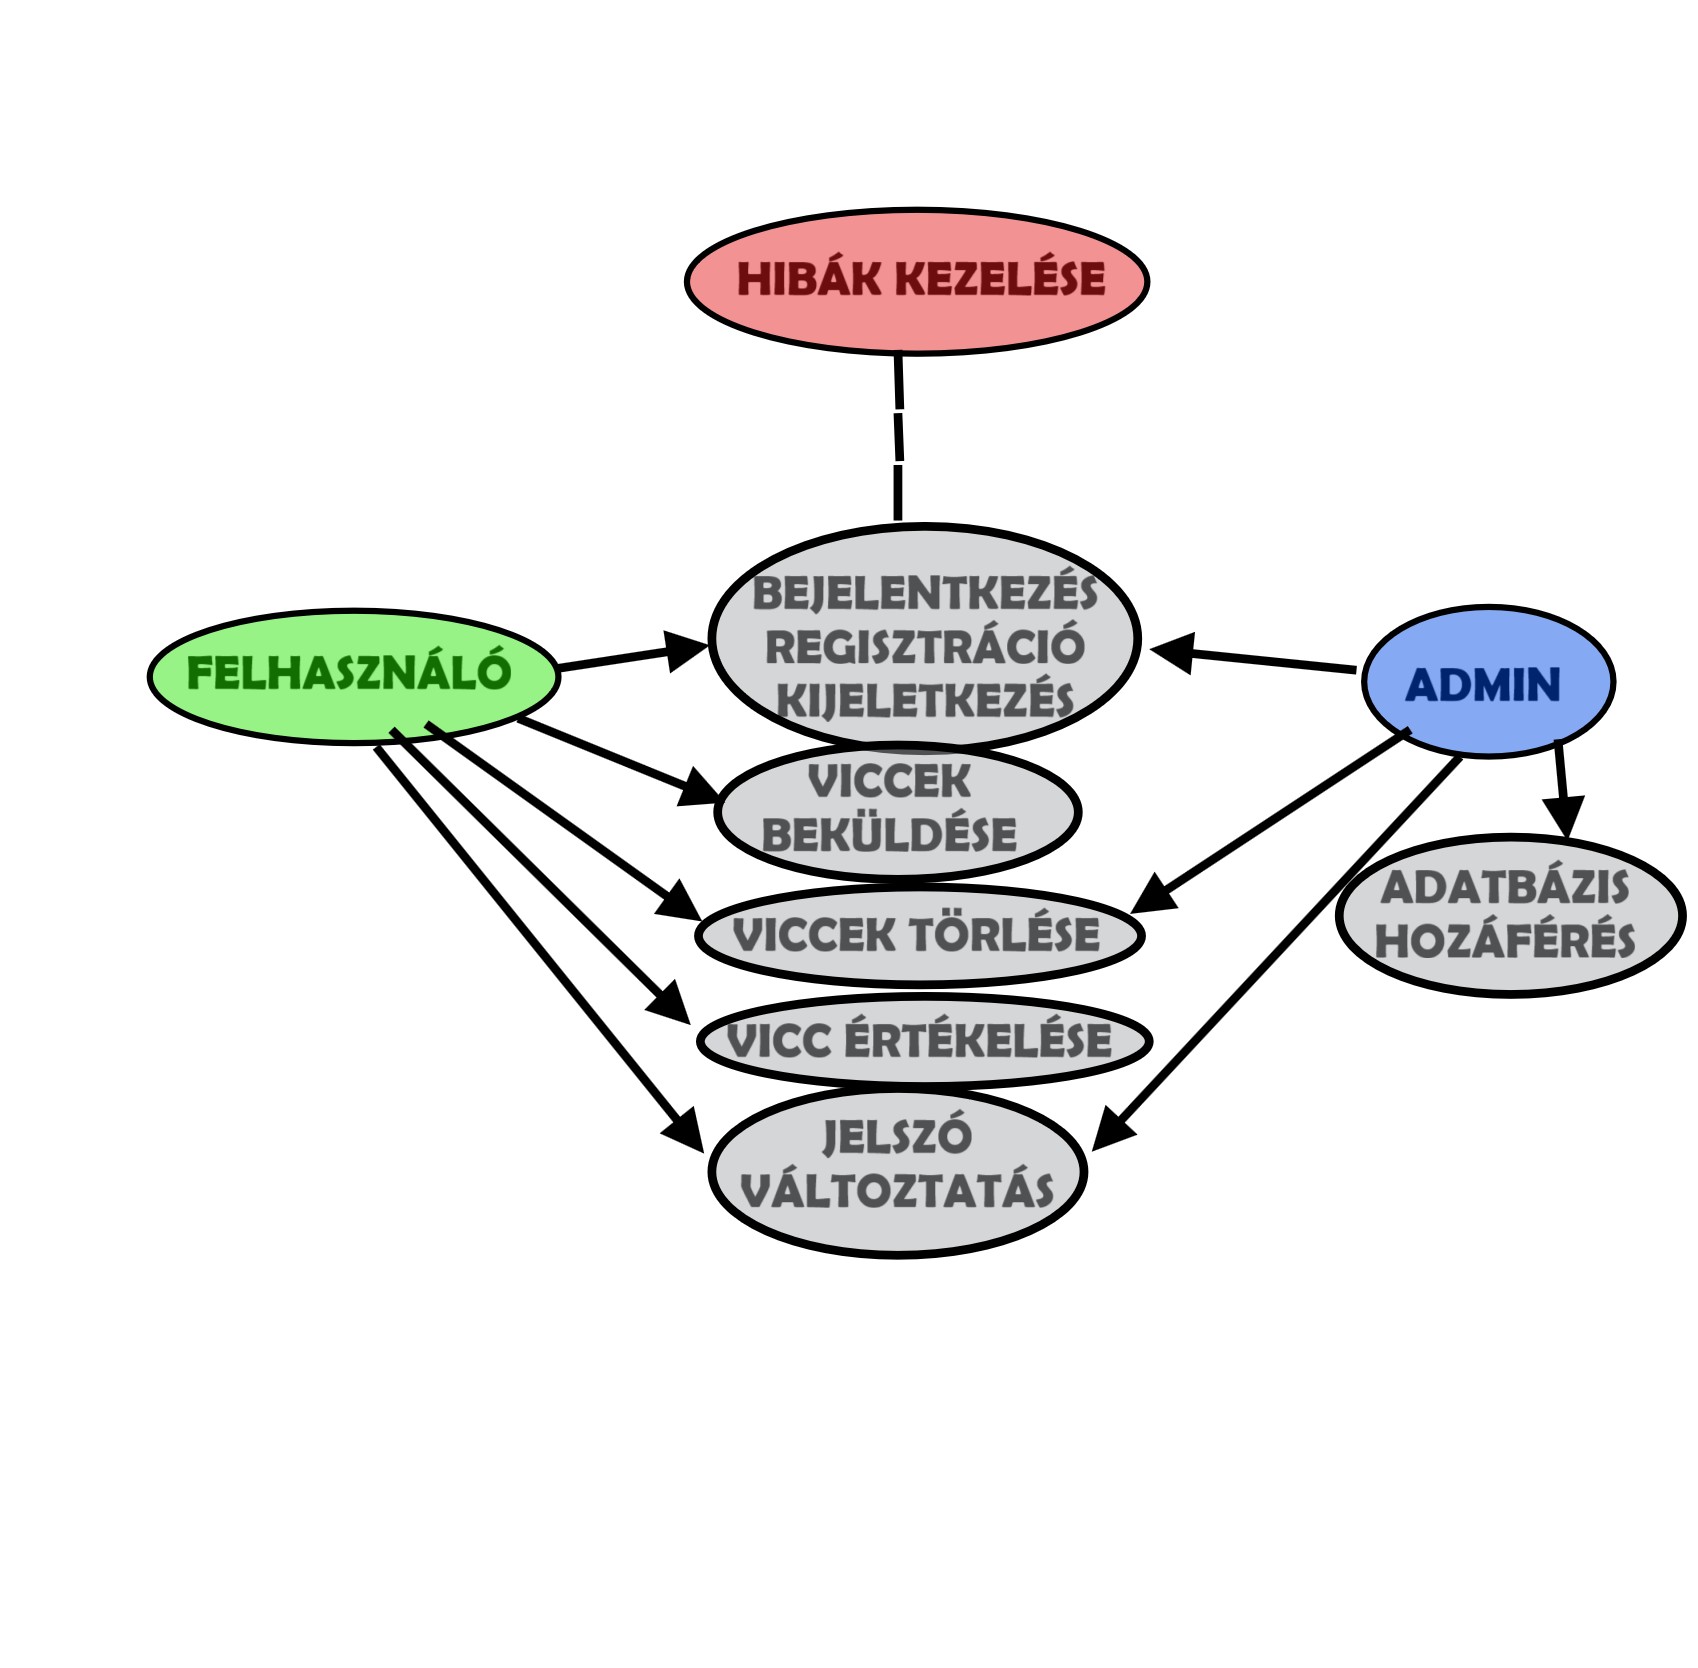 HIBÁK KEZELÉSE
BEJELENTKEZÉS
REGISZTRÁCIÓ
KIJELETKEZÉS
FELHASZNÁLÓ
ADMIN
VICCEK
BEKÜLDÉSE
VICCEK TÖRLÉSE
ADATBÁZIS
HOZÁFÉRÉS
VICC ÉRTÉKELÉSE
JELSZÓ
VÁLTOZTATÁS